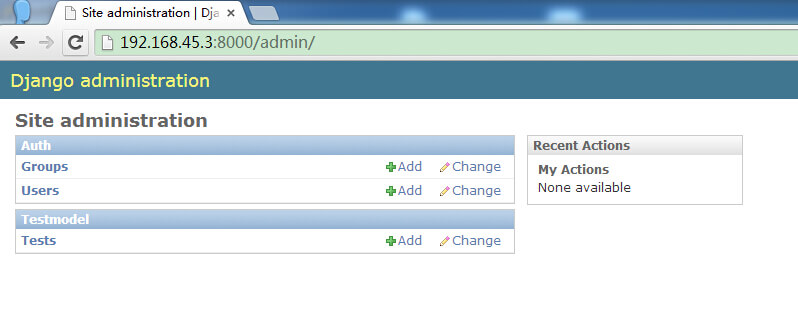 Site administration | Dja
192.168.45.3:8000/admin/
Django administration
Site administration
Auth
Groups Add Change
Users Add Change
Testmodel
Tests Add Change
Recent Actions
My Actions
None available